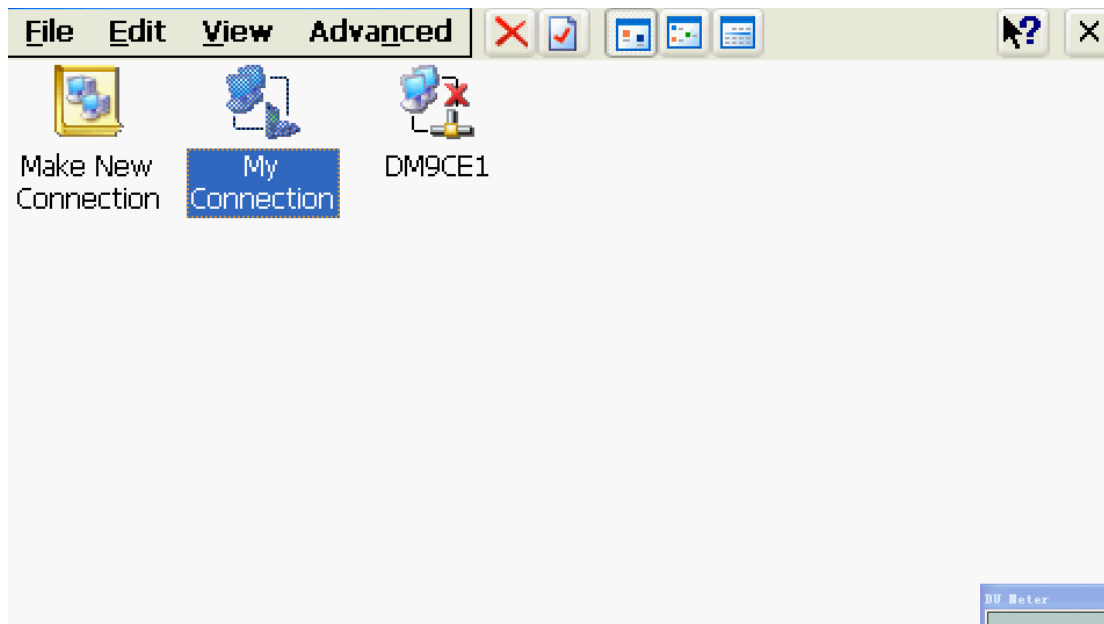 File Edit View Advanced
Make New
Connection
My
Connection
DM9CE1
DU Meter